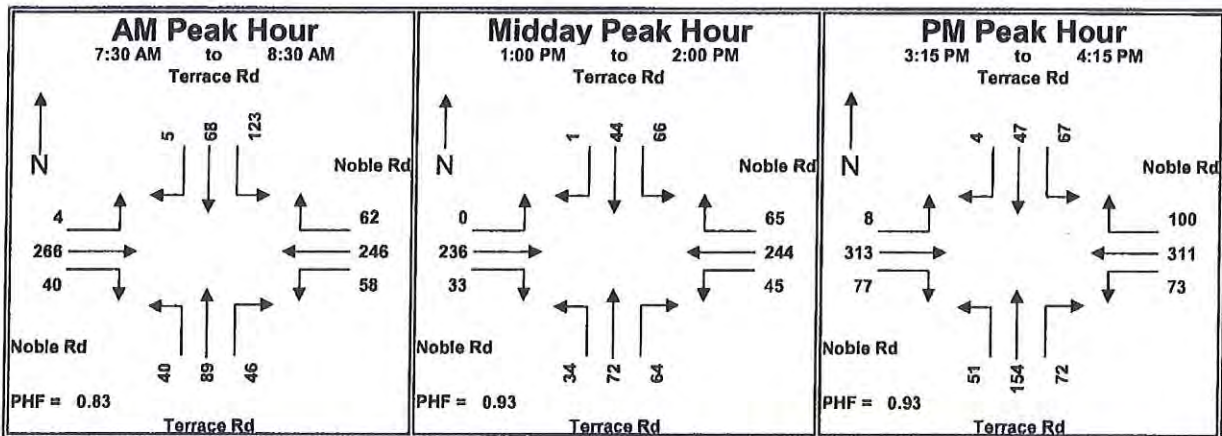 AM Peak Hour
7:30 AM to 8:30 AM
Terrace Rd
N
5 68 123
Noble Rd
4 62
266 246
40 58
Noble Rd
40 89 46
PHF = 0.83
Terrace Rd
Midday Peak Hour
1:00 PM to 2:00 PM
Terrace Rd
N
1 44 66
Noble Rd
0 65
236 244
33 45
Noble Rd
34 72 64
PHF = 0.93
Terrace Rd
PM Peak Hour
3:15 PM to 4:15 PM
Terrace Rd
N
4 47 67
Noble Rd
8 100
313 311
77 73
Noble Rd
51 154 72
PHF = 0.93
Terrace Rd